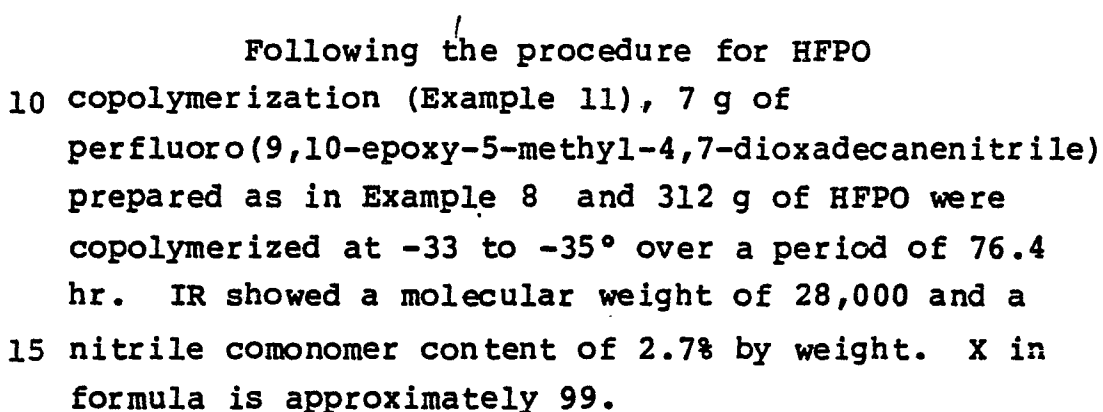 Following the procedure for HFPO
10 copolymerization (Example 11), 7 g of
perfluoro(9,10-epoxy-5-methyl-4,7-dioxadecanenitrile)
prepared as in Example 8 and 312 g of HFPO were
copolymerized at -33 to -35° over a period of 76.4
hr. IR showed a molecular weight of 28,000 and a
15 nitrile comonomer content of 2.7% by weight. X in
formula is approximately 99.